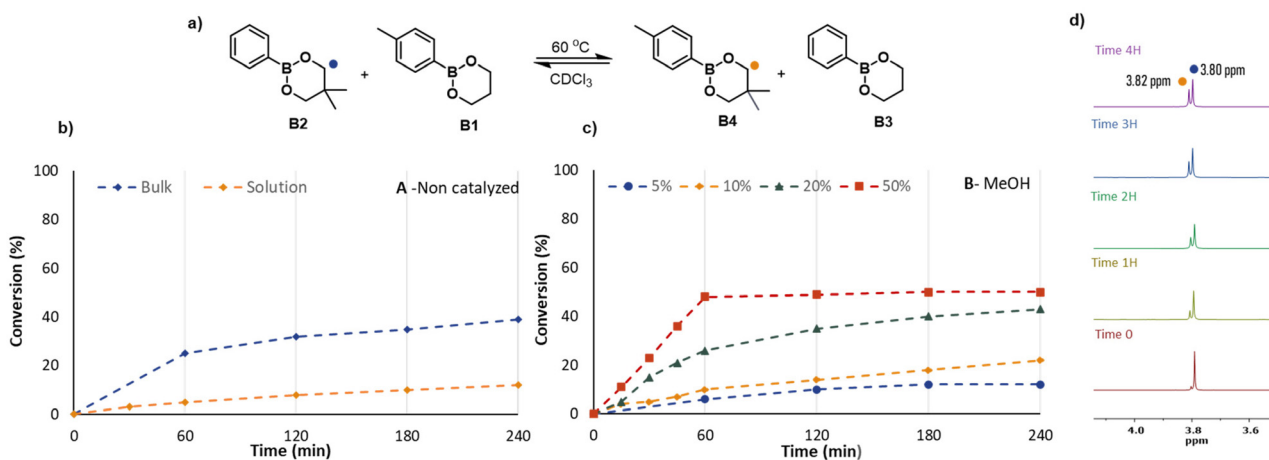 a)
O
B
O
B2
+
O
B
O
B1
60 °C
CDCl3
O
B
O
B4
+
O
B
O
B3
b)
Bulk
Solution
A -Non catalyzed
Conversion (%)
100
80
60
40
20
0
0
60
120
180
240
Time (min)
c)
5%
10%
20%
50%
B- MeOH
Conversion (%)
100
80
60
40
20
0
0
60
120
180
240
Time (min)
d)
Time 4H
3.82 ppm
3.80 ppm
Time 3H
Time 2H
Time 1H
Time 0
4.0
3.8
3.6
ppm